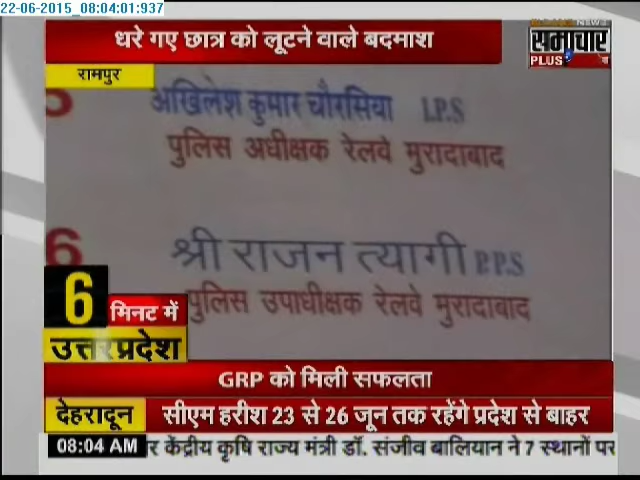 22-06-2015_08:04:01:937
धरे गए छात्र को लूटने वाले बदमाश
समाचार
PLUS
रामपुर
अखिलेश कुमार चौरसिया I.P.S
पुलिस अधीक्षक रेलवे मुरादाबाद
6
श्री राजन त्यागी P.P.S
पुलिस उपाधीक्षक रेलवे मुरादाबाद
6 मिनट में
उत्तरप्रदेश
GRP को मिली सफलता
देहरादून सीएम हरीश 23 से 26 जून तक रहेंगे प्रदेश से बाहर
08:04 AM र केंद्रीय कृषि राज्य मंत्री डॉ. संजीव बालियान ने 7 स्थानों पर